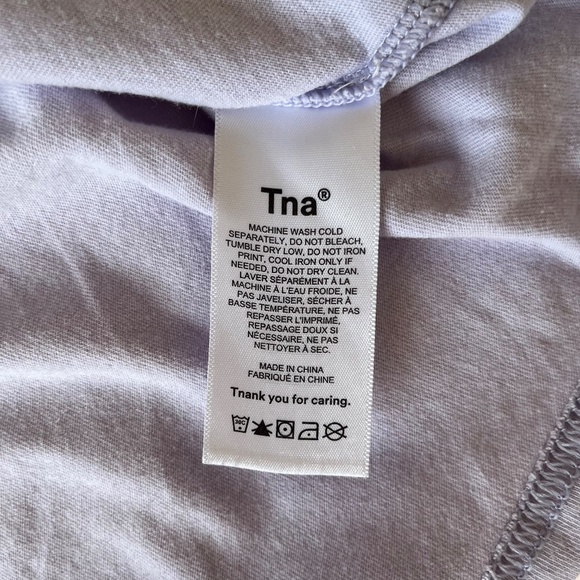 Tna®
MACHINE WASH COLD
SEPARATELY, DO NOT BLEACH,
TUMBLE DRY LOW, DO NOT IRON
PRINT, COOL IRON ONLY IF
NEEDED, DO NOT DRY CLEAN.
LAVER SÉPARÉMENT À LA
MACHINE À L'EAU FROIDE, NE
PAS JAVELISER, SÉCHER À
BASSE TEMPÉRATURE, NE PAS
REPASSER L'IMPRIMÉ,
REPASSAGE DOUX SI
NÉCESSAIRE, NE PAS
NETTOYER À SEC.
MADE IN CHINA
FABRIQUÉ EN CHINE
Tnank you for caring.
30C